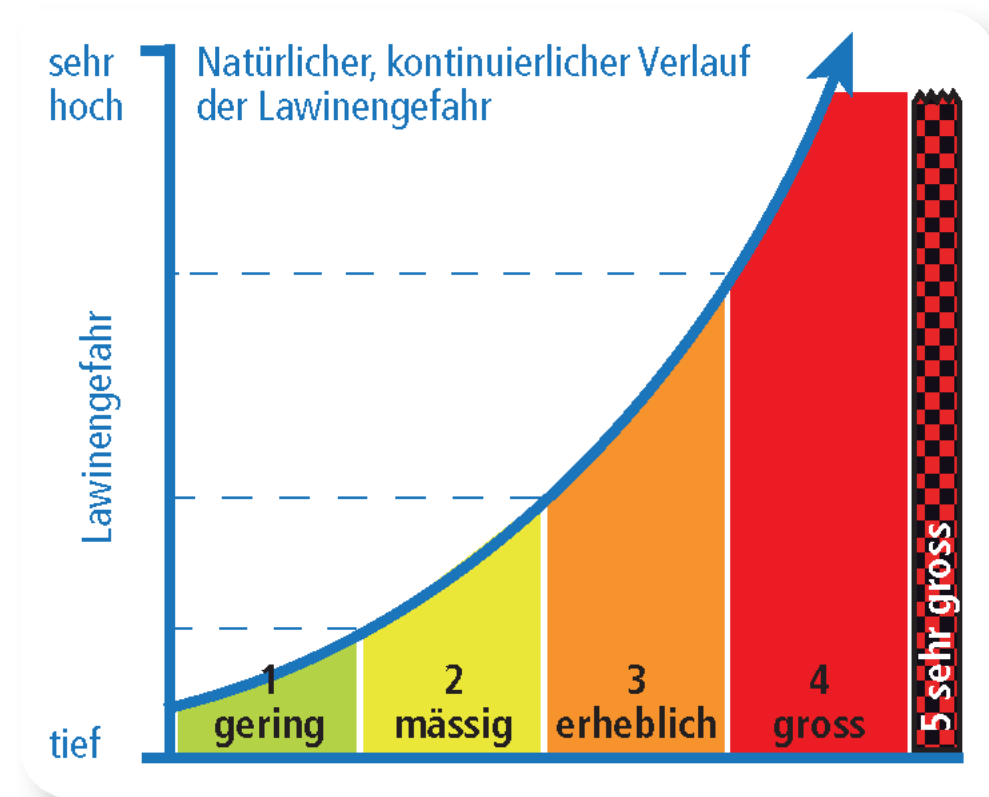 sehr
hoch
Natürlicher, kontinuierlicher Verlauf
der Lawinengefahr
Lawinengefahr
tief
1
gering
2
mässig
3
erheblich
4
gross
5 sehr gross